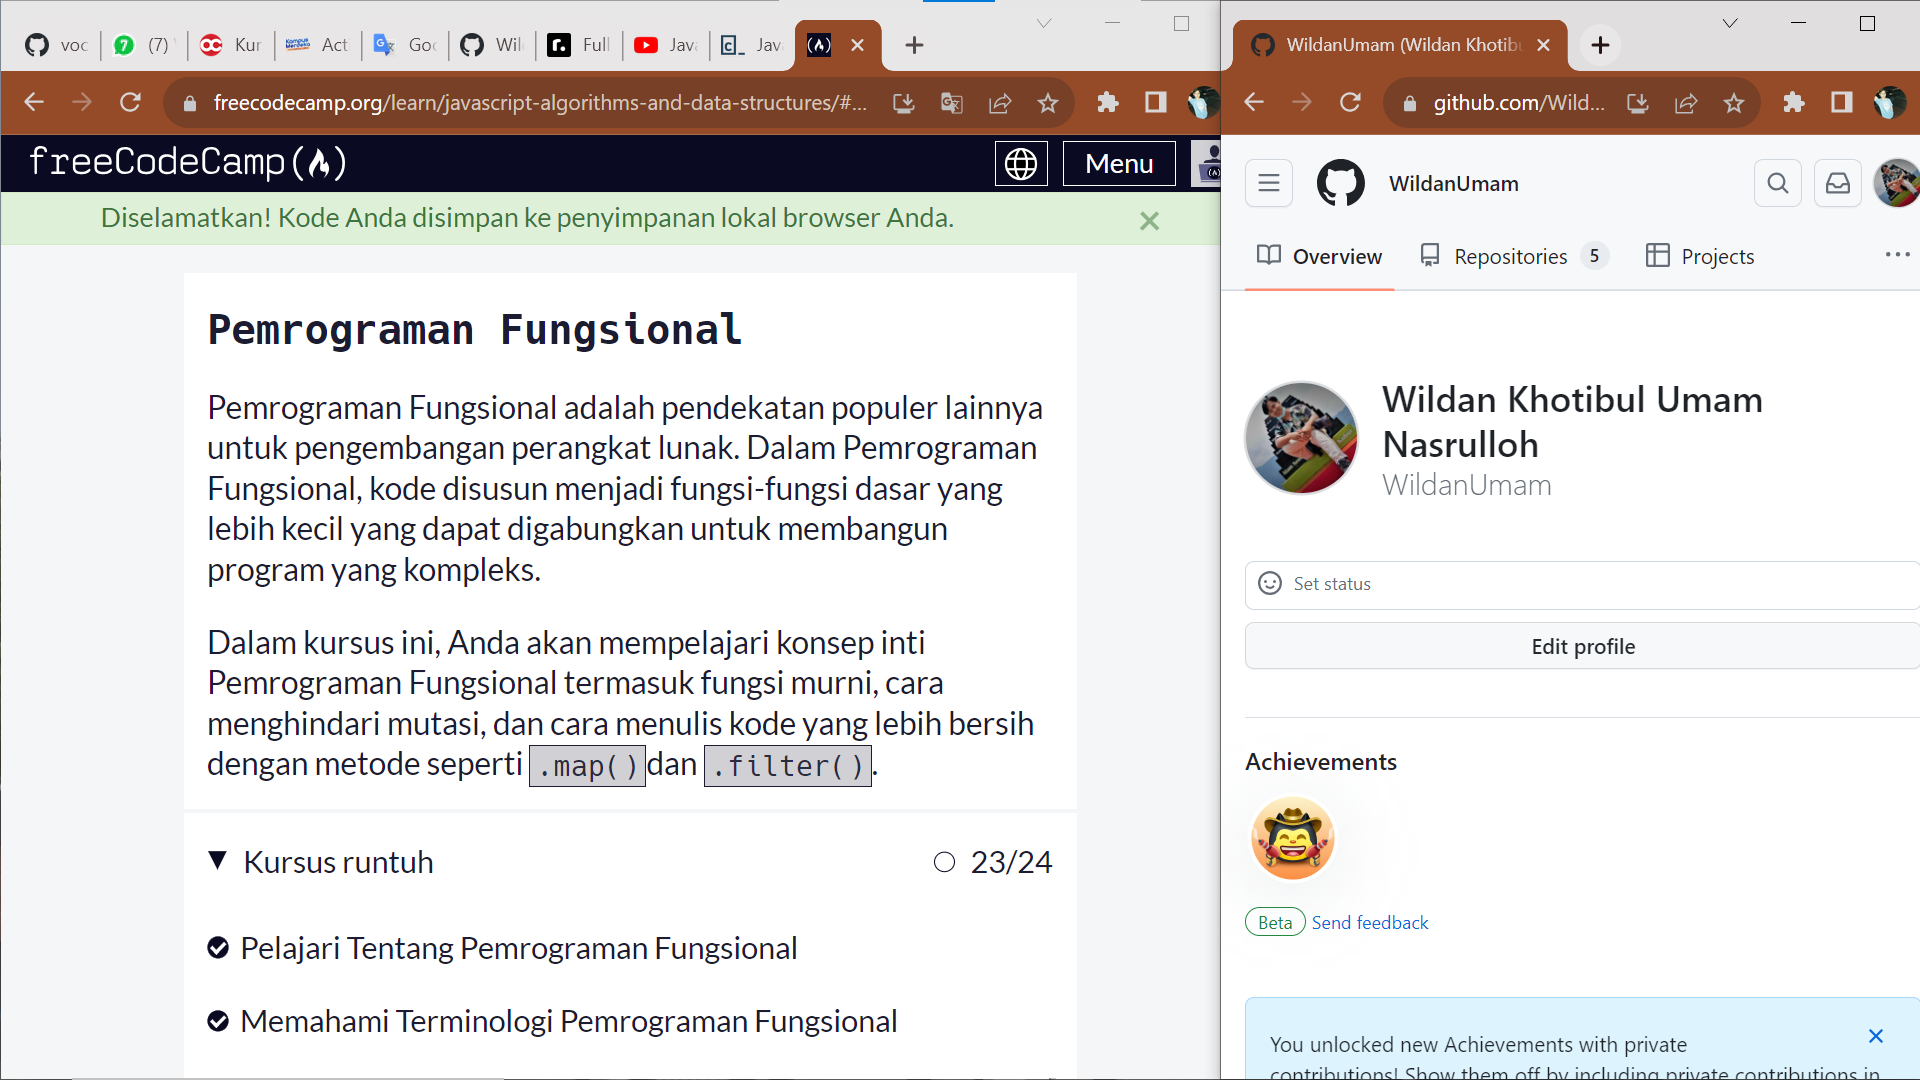 voc
(7)
Kur
Act
Goo
Wil
Full
Java
Jav
freecodecamp.org/learn/javascript-algorithms-and-data-structures/#...
freeCodeCamp(🔥)
Menu
Diselamatkan! Kode Anda disimpan ke penyimpanan lokal browser Anda.
Pemrograman Fungsional
Pemrograman Fungsional adalah pendekatan populer lainnya
untuk pengembangan perangkat lunak. Dalam Pemrograman
Fungsional, kode disusun menjadi fungsi-fungsi dasar yang
lebih kecil yang dapat digabungkan untuk membangun
program yang kompleks.
Dalam kursus ini, Anda akan mempelajari konsep inti
Pemrograman Fungsional termasuk fungsi murni, cara
menghindari mutasi, dan cara menulis kode yang lebih bersih
dengan metode seperti .map() dan .filter().
Kursus runtuh
23/24
Pelajari Tentang Pemrograman Fungsional
Memahami Terminologi Pemrograman Fungsional
WildanUmam (Wildan Khotib
github.com/Wild...
WildanUmam
Overview
Repositories 5
Projects
Wildan Khotibul Umam
Nasrulloh
WildanUmam
Set status
Edit profile
Achievements
Beta Send feedback
You unlocked new Achievements with private
contributions! Show them off by including private contributions in